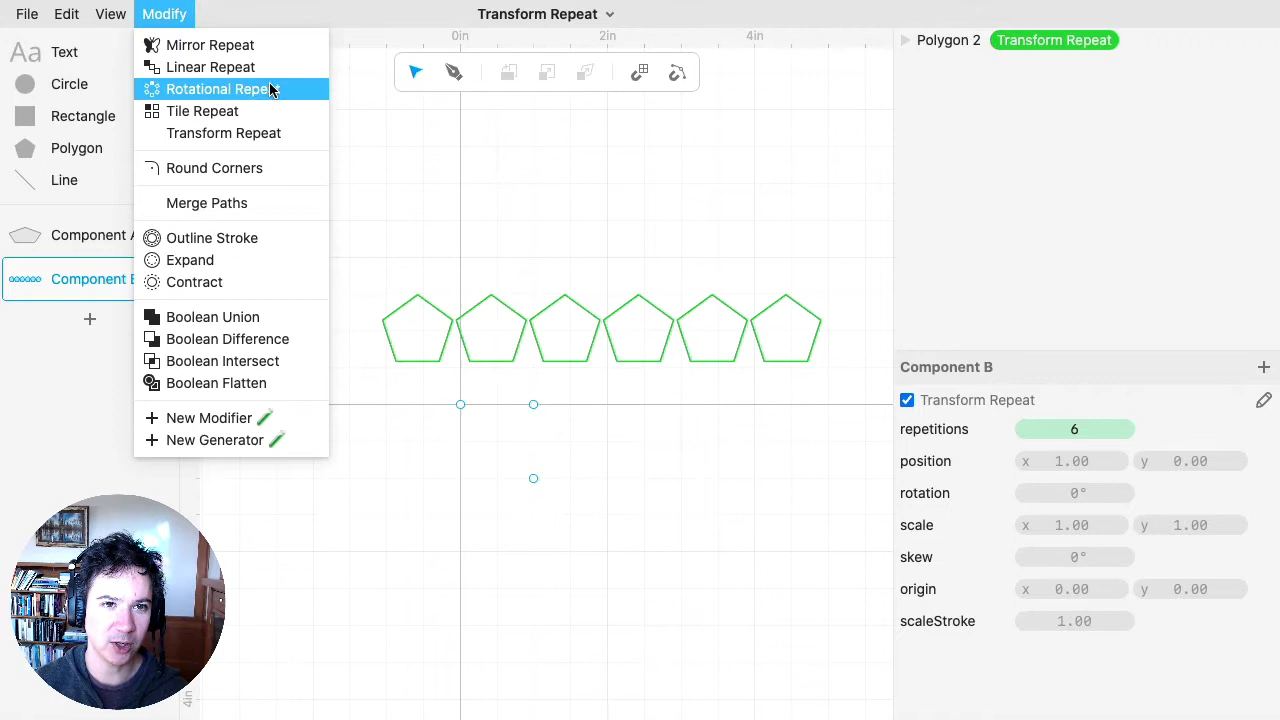 File Edit View Modify
Transform Repeat
Aa Text
Circle
Rectangle
Polygon
Line
Component
Component
Mirror Repeat
Linear Repeat
Rotational
Tile Repeat
Transform Repeat
Round Corners
Merge Paths
Outline Stroke
Expand
Contract
Boolean Union
Boolean Difference
Boolean Intersect
Boolean Flatten
New Modifier
New Generator
0in 2in 4in
4in
Polygon 2 Transform Repeat
Component B
Transform Repeat
repetitions 6
position x 1.00 y 0.00
rotation 0°
scale x 1.00 y 1.00
skew 0°
origin x 0.00 y 0.00
scaleStroke 1.00